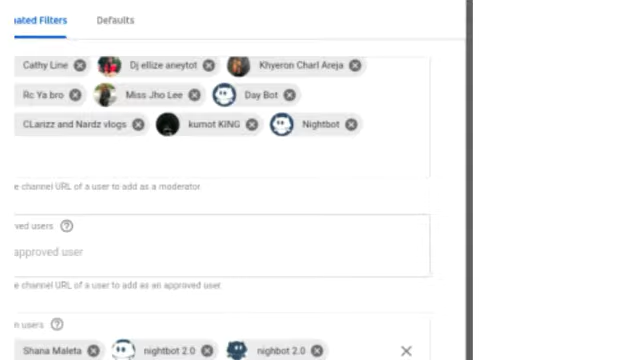 ated Filters Defaults
Cathy Line Dj ellize aneytot Khyeron Charl Areja
Rc Ya bro Miss Jho Lee Day Bot
CLarizz and Nardz vlogs kumot KING Nightbot
e channel URL of a user to add as a moderator
ved users
approved user
e channel URL of a user to add as an approved user
n users
Shana Maleta nightbot 2.0 nighbot 2.0